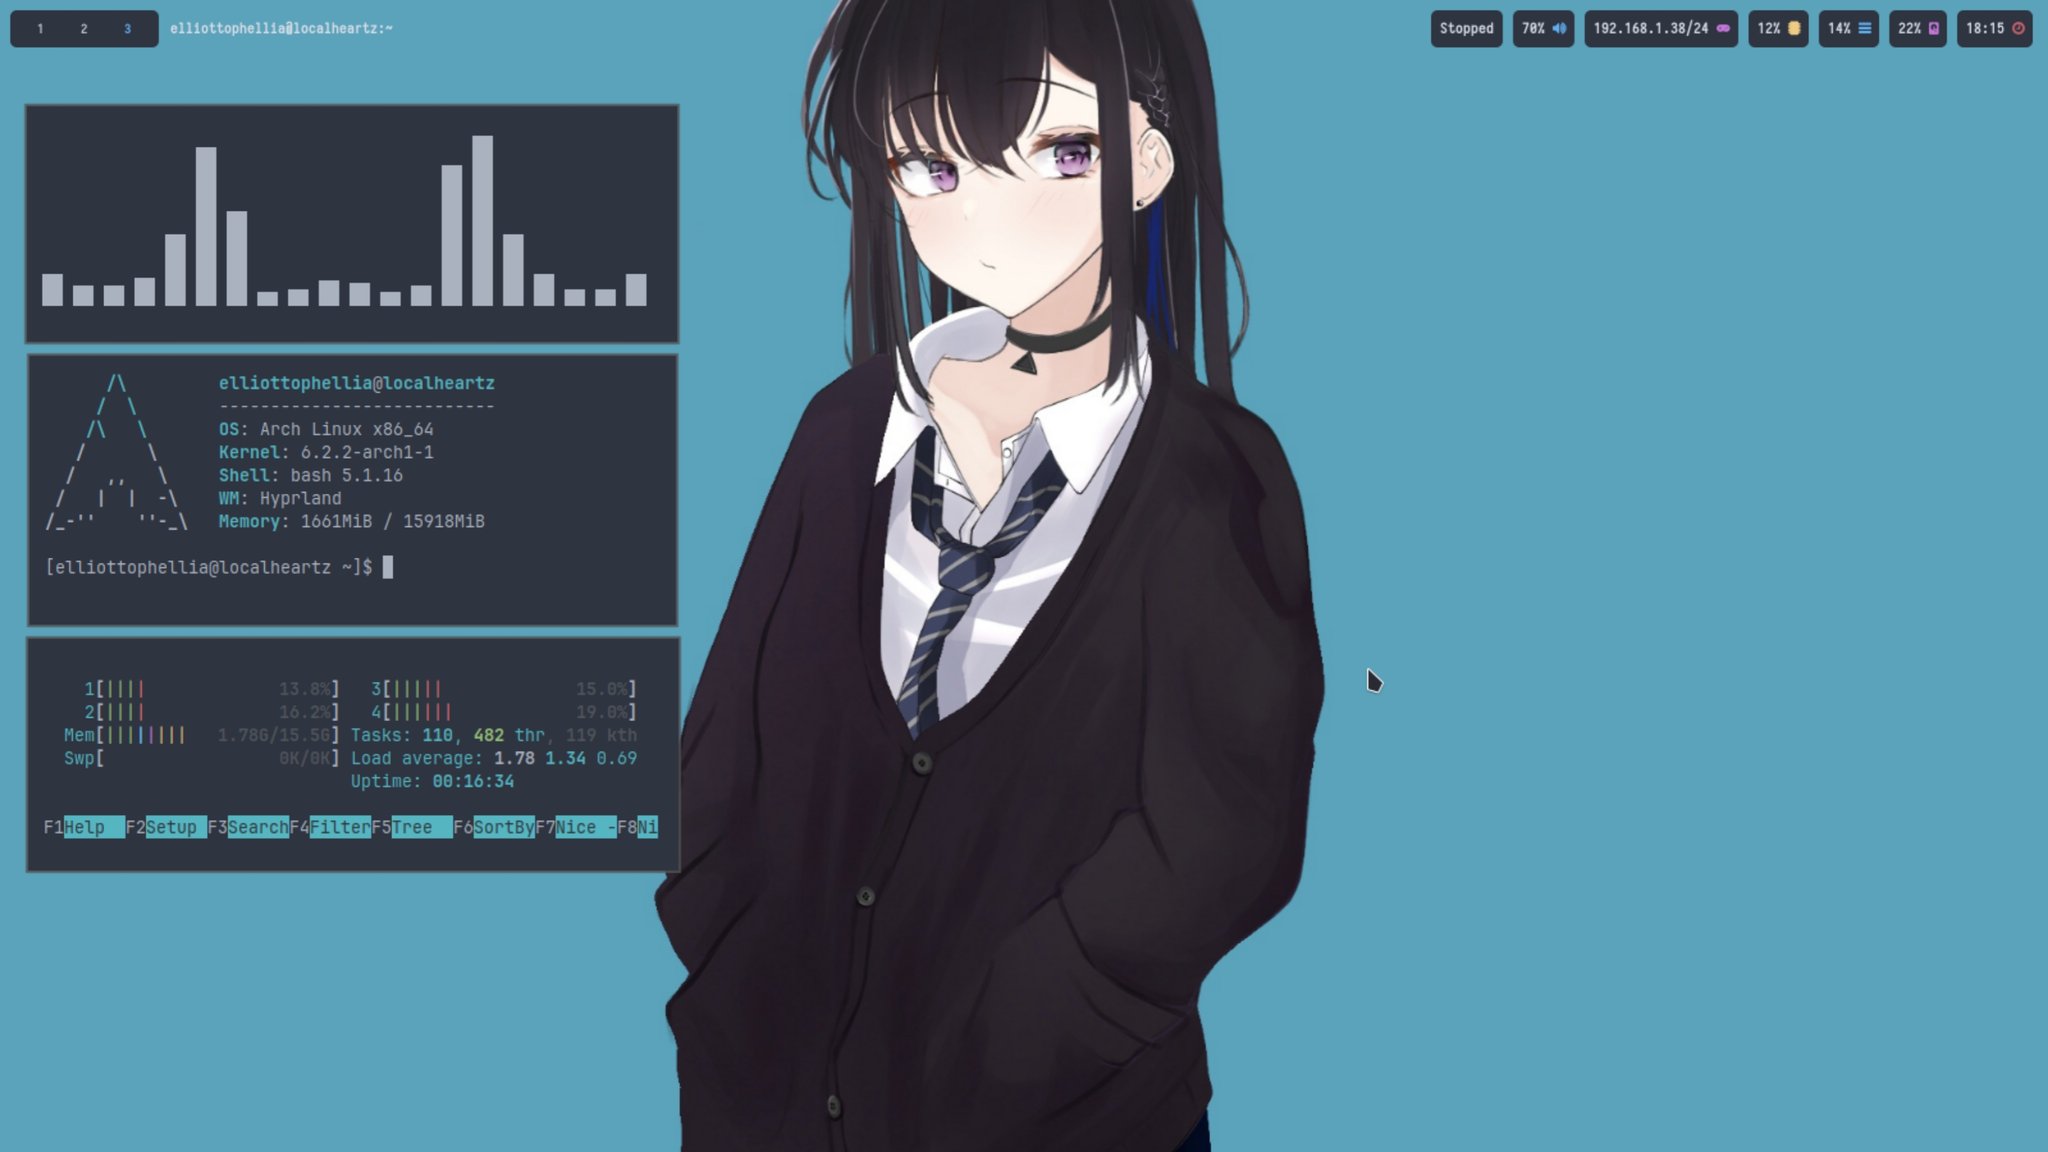 1 2 3 elliottophellia@localheartz:~ Stopped 70% 192.168.1.38/24 12% 14% 22% 18:15
elliottophellia@localheartz
---------------------------
OS: Arch Linux x86_64
Kernel: 6.2.2-arch1-1
Shell: bash 5.1.16
WM: Hyprland
Memory: 1661MiB / 15918MiB
[elliottophellia@localheartz ~]$
1[|||| 13.8%] 3[||||| 15.0%]
2[|||| 16.2%] 4[|||||| 19.0%]
Mem[|||||||| 1.78G/15.5G] Tasks: 110, 482 thr, 119 kth
Swp[ 0K/0K] Load average: 1.78 1.34 0.69
Uptime: 00:16:34
F1Help F2Setup F3SearchF4FilterF5Tree F6SortByF7Nice -F8Ni